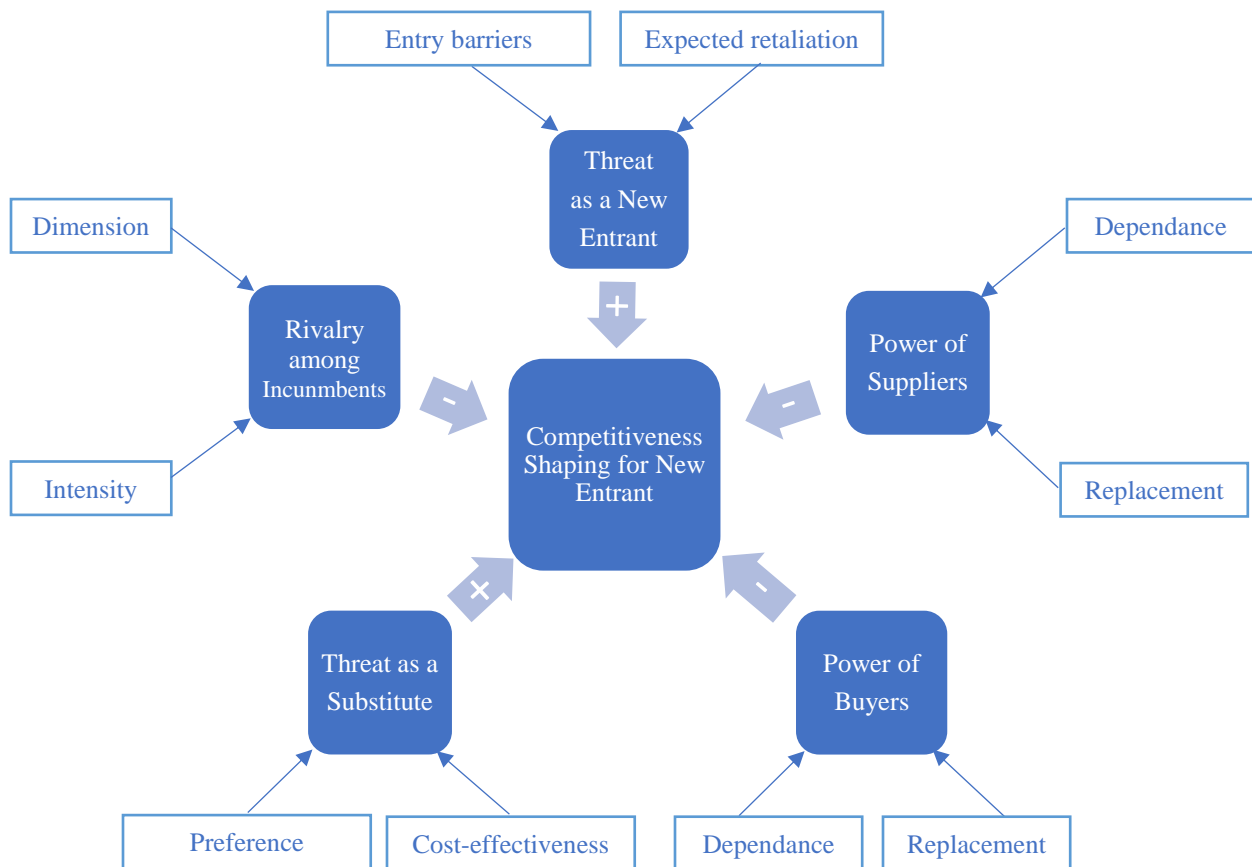 Entry barriers
Expected retaliation
Threat
as a New
Entrant
+
Dimension
Dependance
Rivalry
among
Incunmbents
-
Power of
Suppliers
-
Competitiveness
Shaping for New
Entrant
Intensity
Replacement
+
-
Threat as a
Substitute
Power of
Buyers
Preference
Cost-effectiveness
Dependance
Replacement